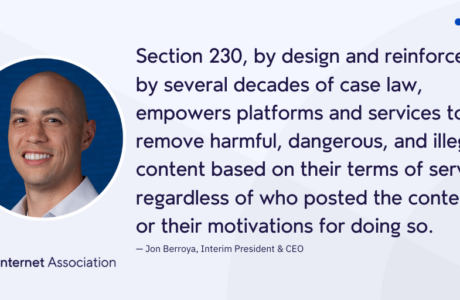 Section 230, by design and reinforce
by several decades of case law,
empowers platforms and services to
remove harmful, dangerous, and illeg
content based on their terms of serv
regardless of who posted the conte
or their motivations for doing so.
— Jon Berroya, Interim President & CEO
nternet Association